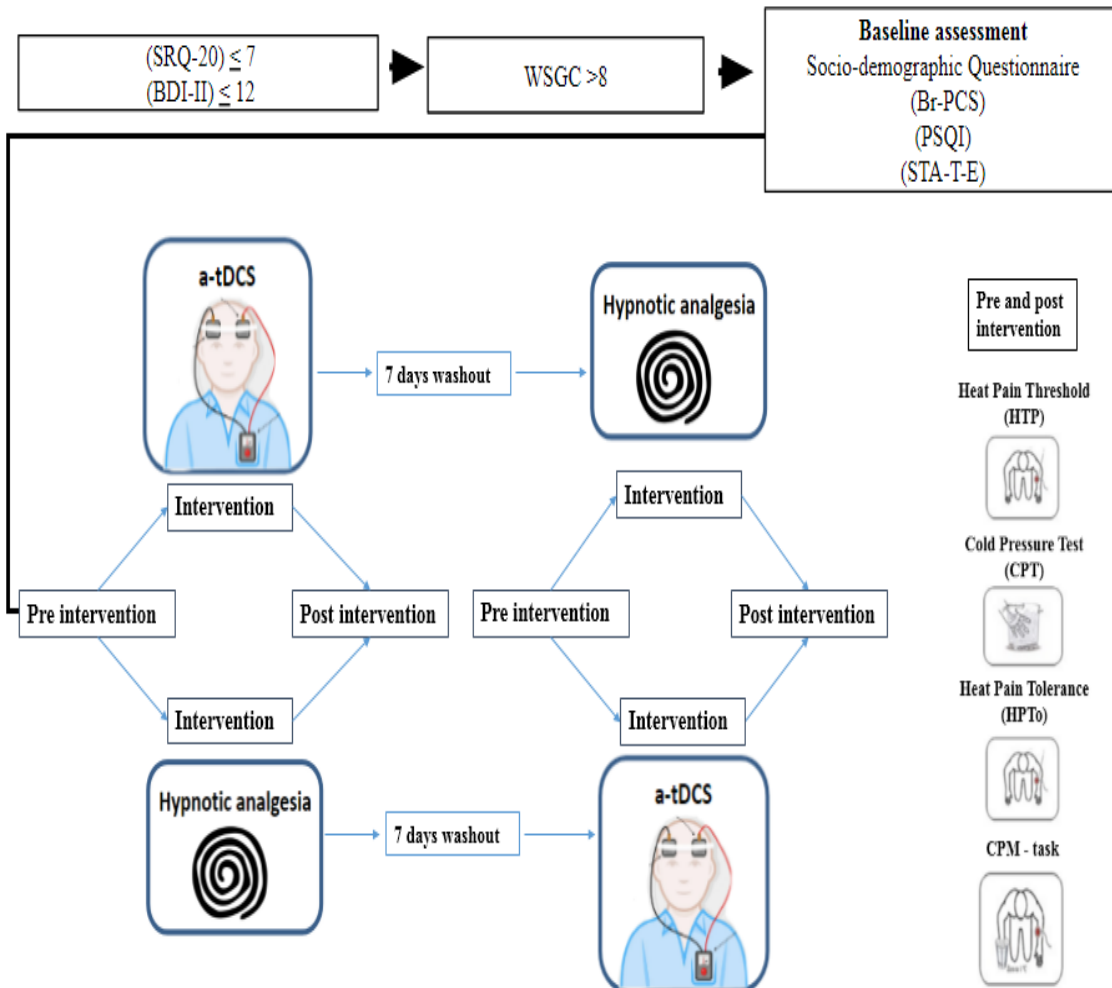 (SRQ-20) ≤ 7
(BDI-II) ≤ 12
WSGC >8
Baseline assessment
Socio-demographic Questionnaire
(Br-PCS)
(PSQI)
(STA-T-E)
a-tDCS
7 days washout
Hypnotic analgesia
Intervention
Intervention
Pre intervention
Post intervention
Pre intervention
Post intervention
Intervention
Intervention
Hypnotic analgesia
7 days washout
a-tDCS
Pre and post
intervention
Heat Pain Threshold
(HTP)
Cold Pressure Test
(CPT)
Heat Pain Tolerance
(HPTo)
CPM - task